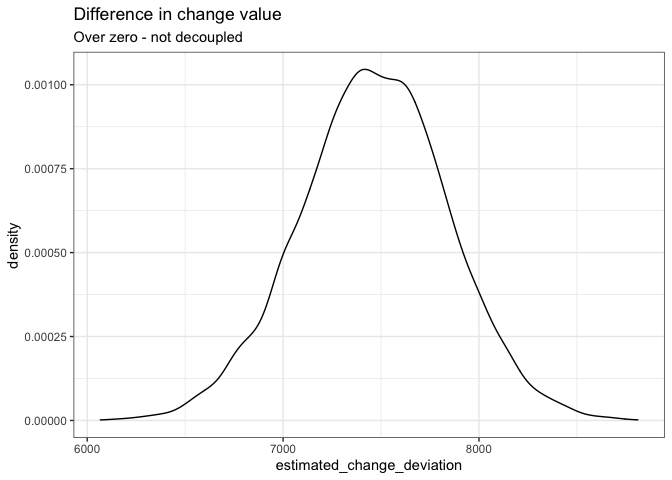 Difference in change value
Over zero - not decoupled
0.00100
0.00075
0.00050
0.00025
0.00000
density
6000 7000 8000
estimated_change_deviation